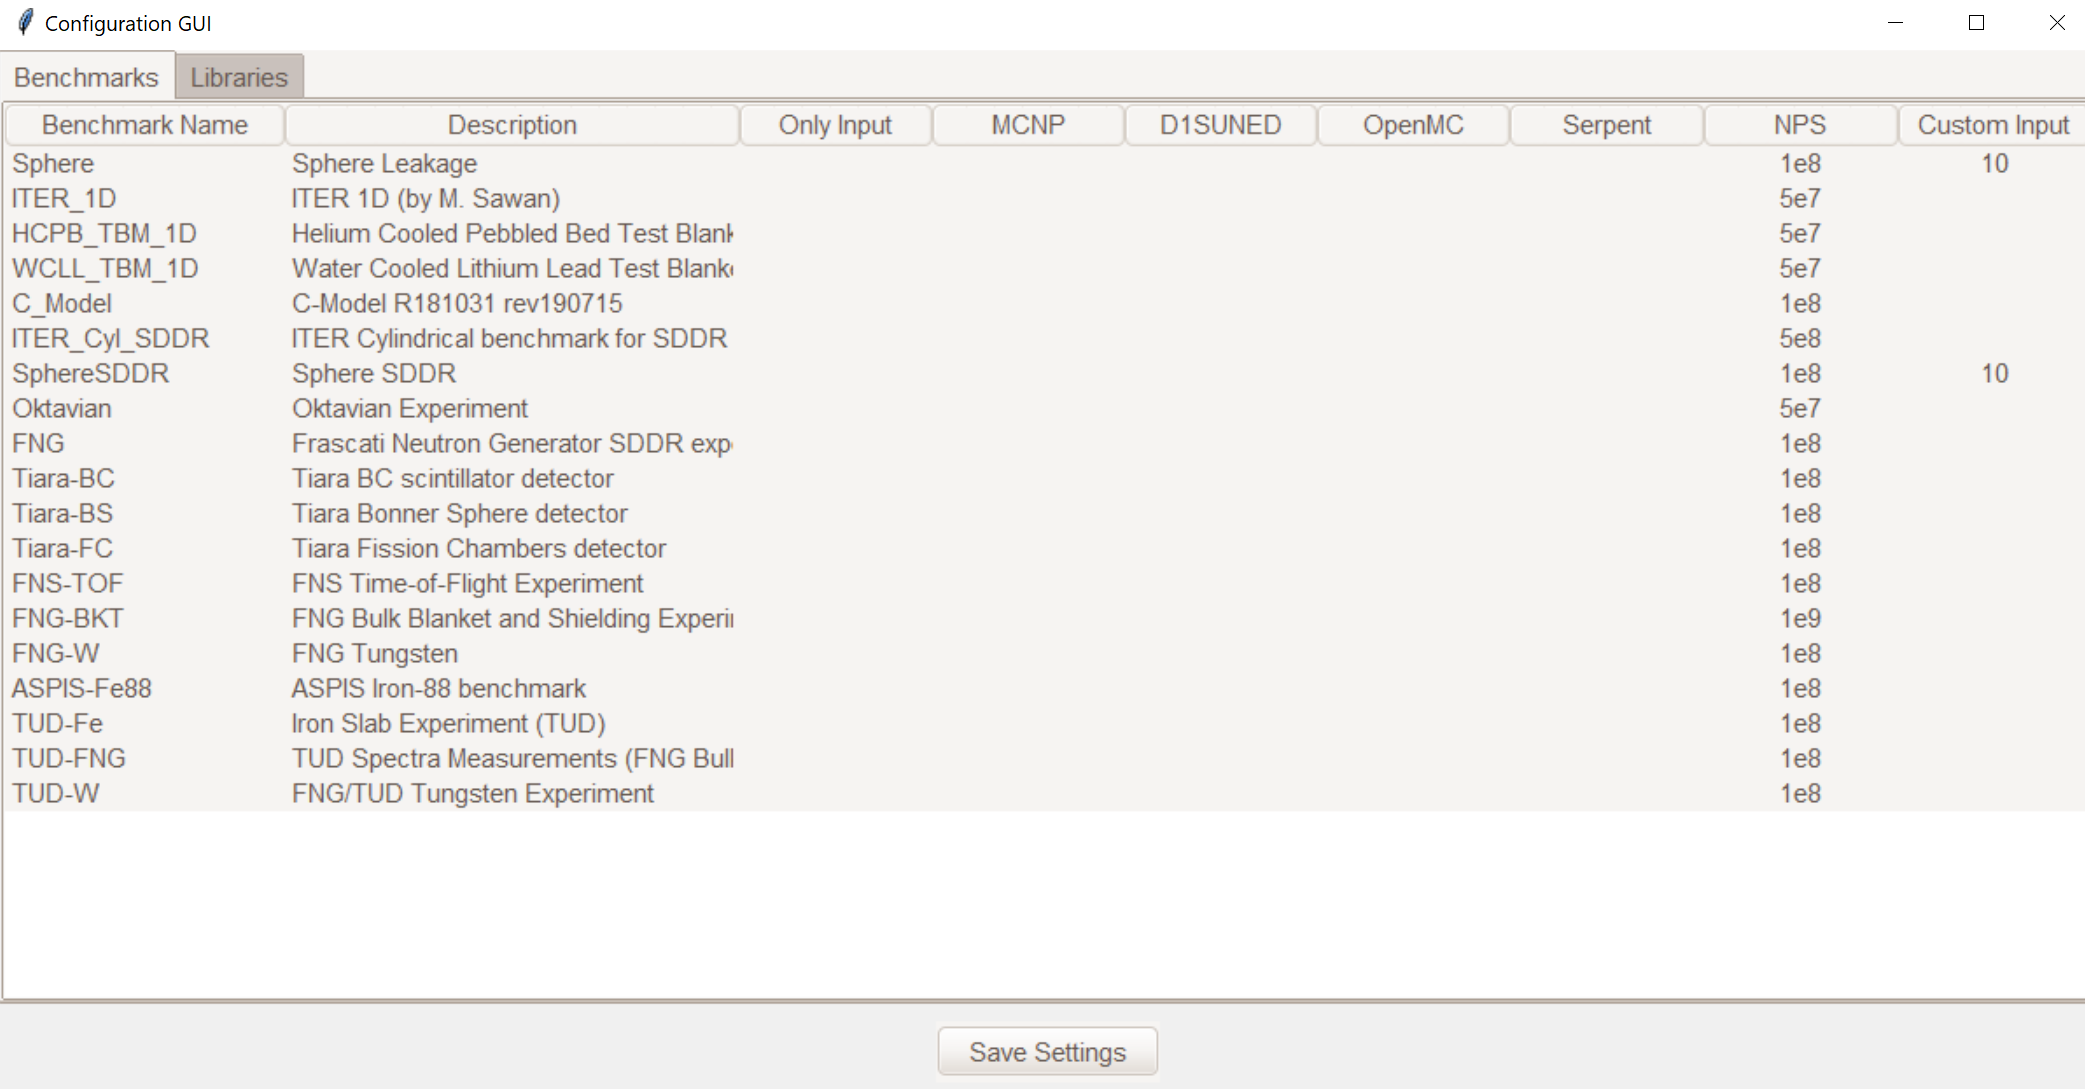 Configuration GUI
Benchmarks Libraries
Benchmark Name Description Only Input MCNP D1SUNED OpenMC Serpent NPS Custom Input
Sphere Sphere Leakage 1e8 10
ITER_1D ITER 1D (by M. Sawan) 5e7
HCPB_TBM_1D Helium Cooled Pebbled Bed Test Blank 5e7
WCLL_TBM_1D Water Cooled Lithium Lead Test Blanke 5e7
C_Model C-Model R181031 rev190715 1e8
ITER_Cyl_SDDR ITER Cylindrical benchmark for SDDR 5e8
SphereSDDR Sphere SDDR 1e8 10
Oktavian Oktavian Experiment 5e7
FNG Frascati Neutron Generator SDDR expe 1e8
Tiara-BC Tiara BC scintillator detector 1e8
Tiara-BS Tiara Bonner Sphere detector 1e8
Tiara-FC Tiara Fission Chambers detector 1e8
FNS-TOF FNS Time-of-Flight Experiment 1e8
FNG-BKT FNG Bulk Blanket and Shielding Experi 1e9
FNG-W FNG Tungsten 1e8
ASPIS-Fe88 ASPIS Iron-88 benchmark 1e8
TUD-Fe Iron Slab Experiment (TUD) 1e8
TUD-FNG TUD Spectra Measurements (FNG Bull 1e8
TUD-W FNG/TUD Tungsten Experiment 1e8
Save Settings